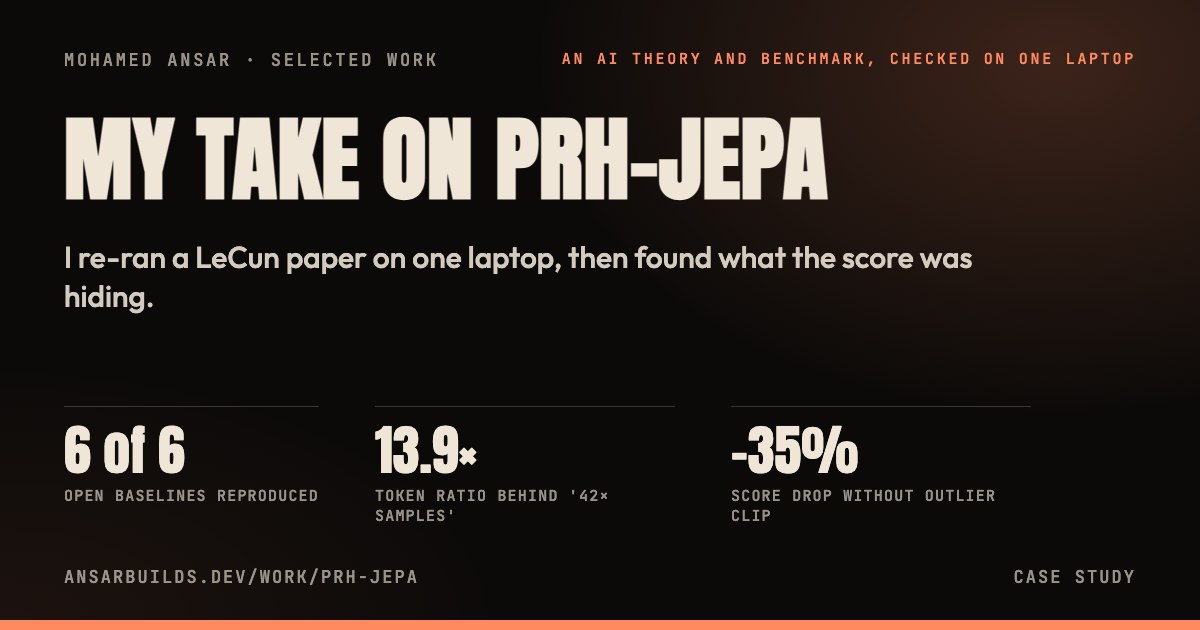 MOHAMED ANSAR · SELECTED WORK
AN AI THEORY AND BENCHMARK, CHECKED ON ONE LAPTOP
MY TAKE ON PRH-JEPA
I re-ran a LeCun paper on one laptop, then found what the score was
hiding.
6 of 6
OPEN BASELINES REPRODUCED
13.9×
TOKEN RATIO BEHIND '42×
SAMPLES'
-35%
SCORE DROP WITHOUT OUTLIER
CLIP
ANSARBUILDS.DEV/WORK/PRH-JEPA
CASE STUDY